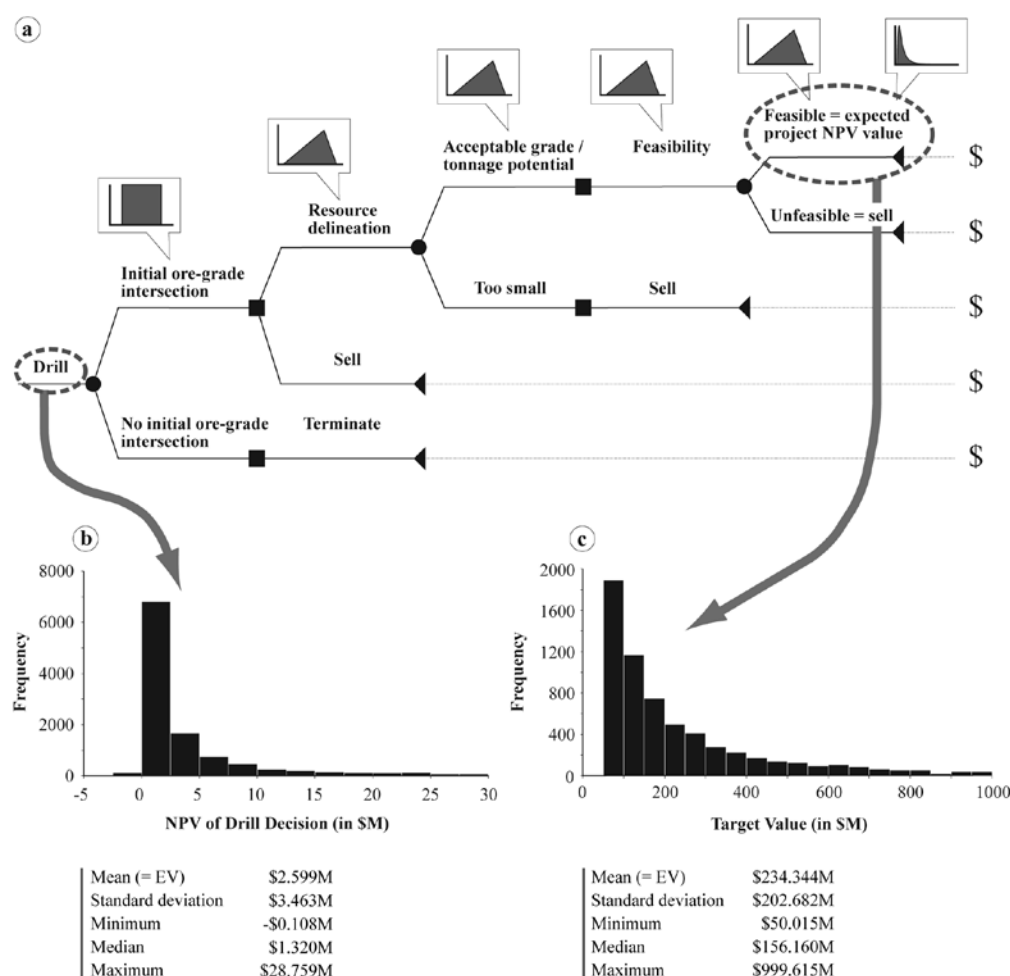 a
Feasible = expected
project NPV value
$
Acceptable grade /
tonnage potential
Feasibility
Unfeasible = sell
$
Resource
delineation
Initial ore-grade
intersection
Too small
Sell
$
Drill
Sell
$
No initial ore-grade
intersection
Terminate
$
b
8000
6000
4000
2000
0
Frequency
-5
0
5
10
15
20
25
30
NPV of Drill Decision (in $M)
Mean (= EV) $2.599M
Standard deviation $3.463M
Minimum -$0.108M
Median $1.320M
Maximum $28.759M
c
2000
1600
1200
800
400
0
Frequency
0
200
400
600
800
1000
Target Value (in $M)
Mean (= EV) $234.344M
Standard deviation $202.682M
Minimum $50.015M
Median $156.160M
Maximum $999.615M